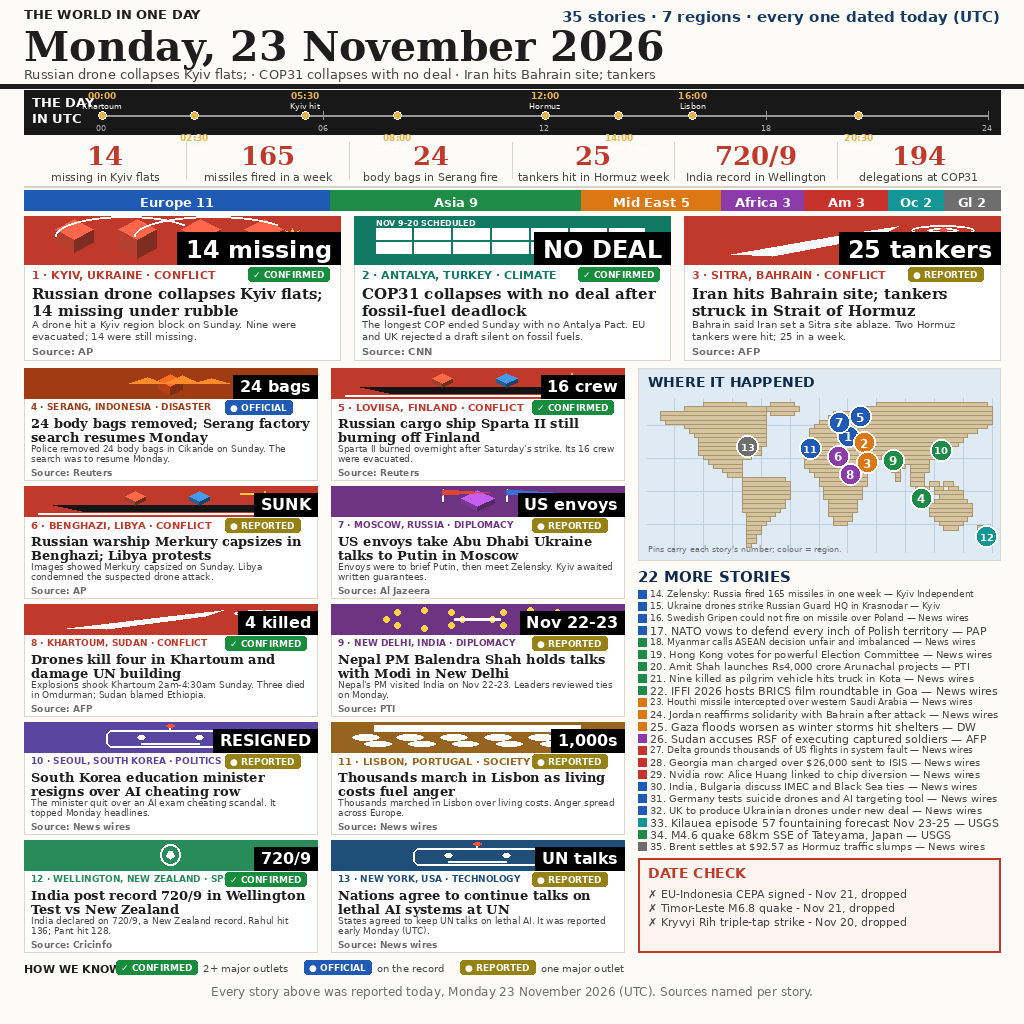 THE WORLD IN ONE DAY
35 stories · 7 regions · every one dated today (UTC)
Monday, 23 November 2026
Russian drone collapses Kyiv flats; · COP31 collapses with no deal · Iran hits Bahrain site; tankers
THE DAY
IN UTC
00:00
Khartoum
05:30
Kyiv hit
12:00
Hormuz
16:00
Lisbon
00
06
12
18
24
02:30
08:00
14:00
20:30
14
missing in Kyiv flats
165
missiles fired in a week
24
body bags in Serang fire
25
tankers hit in Hormuz week
720/9
India record in Wellington
194
delegations at COP31
Europe 11
Asia 9
Mid East 5
Africa 3
Am 3
Oc 2
Gl 2
14 missing
1 · KYIV, UKRAINE · CONFLICT
✓ CONFIRMED
Russian drone collapses Kyiv flats;
14 missing under rubble
A drone hit a Kyiv region block on Sunday. Nine were
evacuated; 14 were still missing.
Source: AP
NOV 9-20 SCHEDULED
NO DEAL
2 · ANTALYA, TURKEY · CLIMATE
✓ CONFIRMED
COP31 collapses with no deal after
fossil-fuel deadlock
The longest COP ended Sunday with no Antalya Pact. EU
and UK rejected a draft silent on fossil fuels.
Source: CNN
25 tankers
3 · SITRA, BAHRAIN · CONFLICT
● REPORTED
Iran hits Bahrain site; tankers
struck in Strait of Hormuz
Bahrain said Iran set a Sitra site ablaze. Two Hormuz
tankers were hit; 25 in a week.
Source: AFP
24 bags
4 · SERANG, INDONESIA · DISASTER
● OFFICIAL
24 body bags removed; Serang factory
search resumes Monday
Police removed 24 body bags in Cikande on Sunday. The
search was to resume Monday.
Source: Reuters
16 crew
5 · LOVIISA, FINLAND · CONFLICT
✓ CONFIRMED
Russian cargo ship Sparta II still
burning off Finland
Sparta II burned overnight after Saturday's strike. Its 16 crew
were evacuated.
Source: Reuters
SUNK
6 · BENGHAZI, LIBYA · CONFLICT
● REPORTED
Russian warship Merkury capsizes in
Benghazi; Libya protests
Images showed Merkury capsized on Sunday. Libya
condemned the suspected drone attack.
Source: AP
US envoys
7 · MOSCOW, RUSSIA · DIPLOMACY
● REPORTED
US envoys take Abu Dhabi Ukraine
talks to Putin in Moscow
Envoys were to brief Putin, then meet Zelensky. Kyiv awaited
written guarantees.
Source: Al Jazeera
4 killed
8 · KHARTOUM, SUDAN · CONFLICT
✓ CONFIRMED
Drones kill four in Khartoum and
damage UN building
Explosions shook Khartoum 2am-4:30am Sunday. Three died
in Omdurman; Sudan blamed Ethiopia.
Source: AFP
Nov 22-23
9 · NEW DELHI, INDIA · DIPLOMACY
● REPORTED
Nepal PM Balendra Shah holds talks
with Modi in New Delhi
Nepal's PM visited India on Nov 22-23. Leaders reviewed ties
on Monday.
Source: PTI
RESIGNED
10 · SEOUL, SOUTH KOREA · POLITICS
● REPORTED
South Korea education minister
resigns over AI cheating row
The minister quit over an AI exam cheating scandal. It
topped Monday headlines.
Source: News wires
1,000s
11 · LISBON, PORTUGAL · SOCIETY
● REPORTED
Thousands march in Lisbon as living
costs fuel anger
Thousands marched in Lisbon over living costs. Anger spread
across Europe.
Source: News wires
720/9
12 · WELLINGTON, NEW ZEALAND · SP
✓ CONFIRMED
India post record 720/9 in Wellington
Test vs New Zealand
India declared on 720/9, a New Zealand record. Rahul hit
136; Pant hit 128.
Source: Cricinfo
UN talks
13 · NEW YORK, USA · TECHNOLOGY
● REPORTED
Nations agree to continue talks on
lethal AI systems at UN
States agreed to keep UN talks on lethal AI. It was reported
early Monday (UTC).
Source: News wires
WHERE IT HAPPENED
7
5
1
2
13
11
6
3
9
10
8
4
12
Pins carry each story's number; colour = region.
22 MORE STORIES
14. Zelensky: Russia fired 165 missiles in one week — Kyiv Independent
15. Ukraine drones strike Russian Guard HQ in Krasnodar — Kyiv
16. Swedish Gripen could not fire on missile over Poland — News wires
17. NATO vows to defend every inch of Polish territory — PAP
18. Myanmar calls ASEAN decision unfair and imbalanced — News wires
19. Hong Kong votes for powerful Election Committee — News wires
20. Amit Shah launches Rs4,000 crore Arunachal projects — PTI
21. Nine killed as pilgrim vehicle hits truck in Kota — News wires
22. IFFI 2026 hosts BRICS film roundtable in Goa — News wires
23. Houthi missile intercepted over western Saudi Arabia — News wires
24. Jordan reaffirms solidarity with Bahrain after attack — News wires
25. Gaza floods worsen as winter storms hit shelters — DW
26. Sudan accuses RSF of executing captured soldiers — AFP
27. Delta grounds thousands of US flights in system fault — News wires
28. Georgia man charged over $26,000 sent to ISIS — News wires
29. Nvidia row: Alice Huang linked to chip diversion — News wires
30. India, Bulgaria discuss IMEC and Black Sea ties — News wires
31. Germany tests suicide drones and AI targeting tool — News wires
32. UK to produce Ukrainian drones under new deal — News wires
33. Kilauea episode 57 fountaining forecast Nov 23-25 — USGS
34. M4.6 quake 68km SSE of Tateyama, Japan — USGS
35. Brent settles at $92.57 as Hormuz traffic slumps — News wires
DATE CHECK
✗ EU-Indonesia CEPA signed - Nov 21, dropped
✗ Timor-Leste M6.8 quake - Nov 21, dropped
✗ Kryvyi Rih triple-tap strike - Nov 20, dropped
HOW WE KNOW
✓ CONFIRMED
2+ major outlets
● OFFICIAL
on the record
● REPORTED
one major outlet
Every story above was reported today, Monday 23 November 2026 (UTC). Sources named per story.